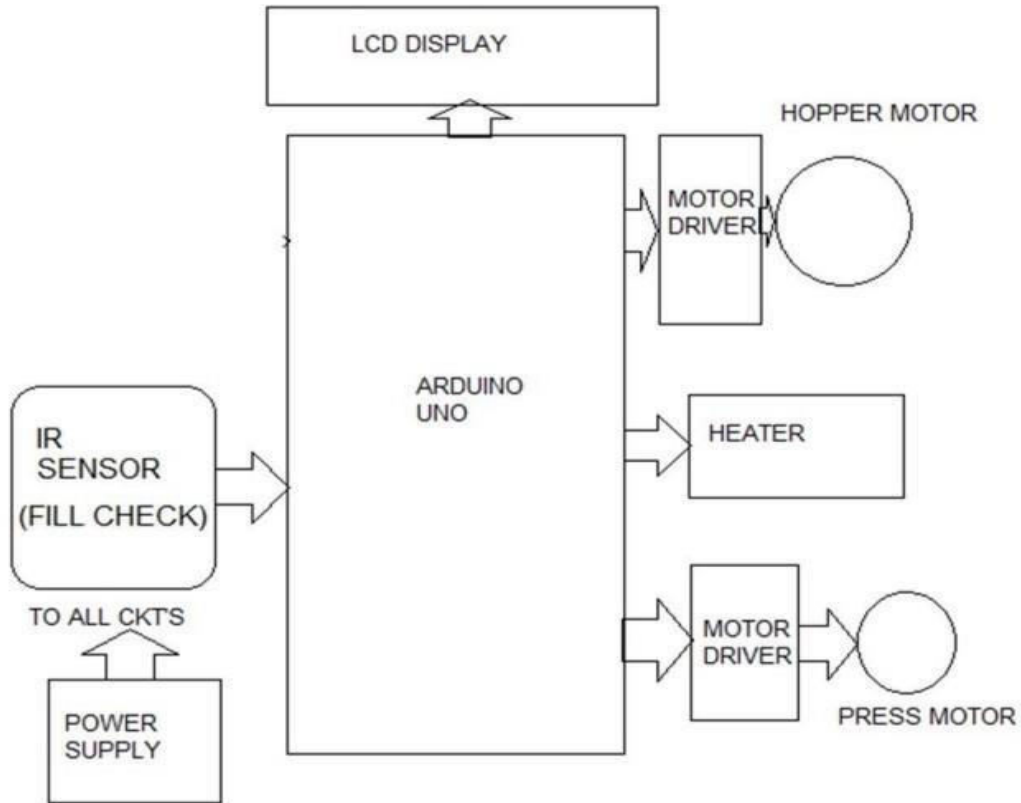 LCD DISPLAY
HOPPER MOTOR
MOTOR
DRIVER
ARDUINO
UNO
HEATER
IR
SENSOR
(FILL CHECK)
TO ALL CKT'S
MOTOR
DRIVER
POWER
SUPPLY
PRESS MOTOR